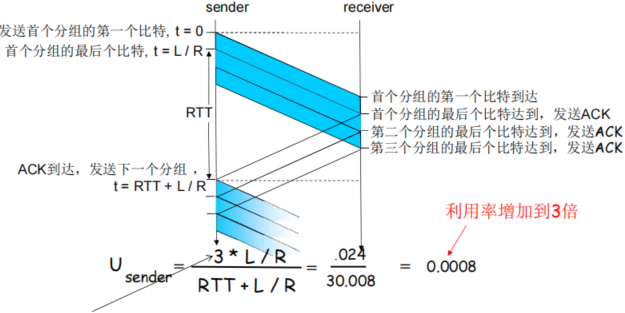 sender
receiver
发送首个分组的第一个比特, t = 0
首个分组的最后个比特, t = L / R
RTT
首个分组的第一个比特到达
首个分组的最后个比特达到，发送ACK
第二个分组的最后个比特达到，发送ACK
第三个分组的最后个比特达到，发送ACK
ACK到达，发送下一个分组，
t = RTT + L / R
利用率增加到3倍
U sender = 3 * L / R / RTT + L / R = .024 / 30.008 = 0.0008